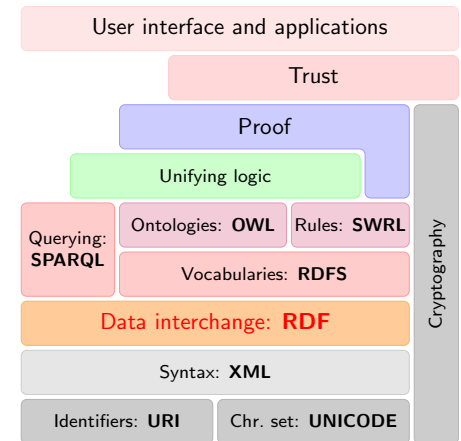 User interface and applications
Trust
Proof
Unifying logic
Querying:
SPARQL
Ontologies: OWL
Rules: SWRL
Vocabularies: RDFS
Cryptography
Data interchange: RDF
Syntax: XML
Identifiers: URI
Chr. set: UNICODE